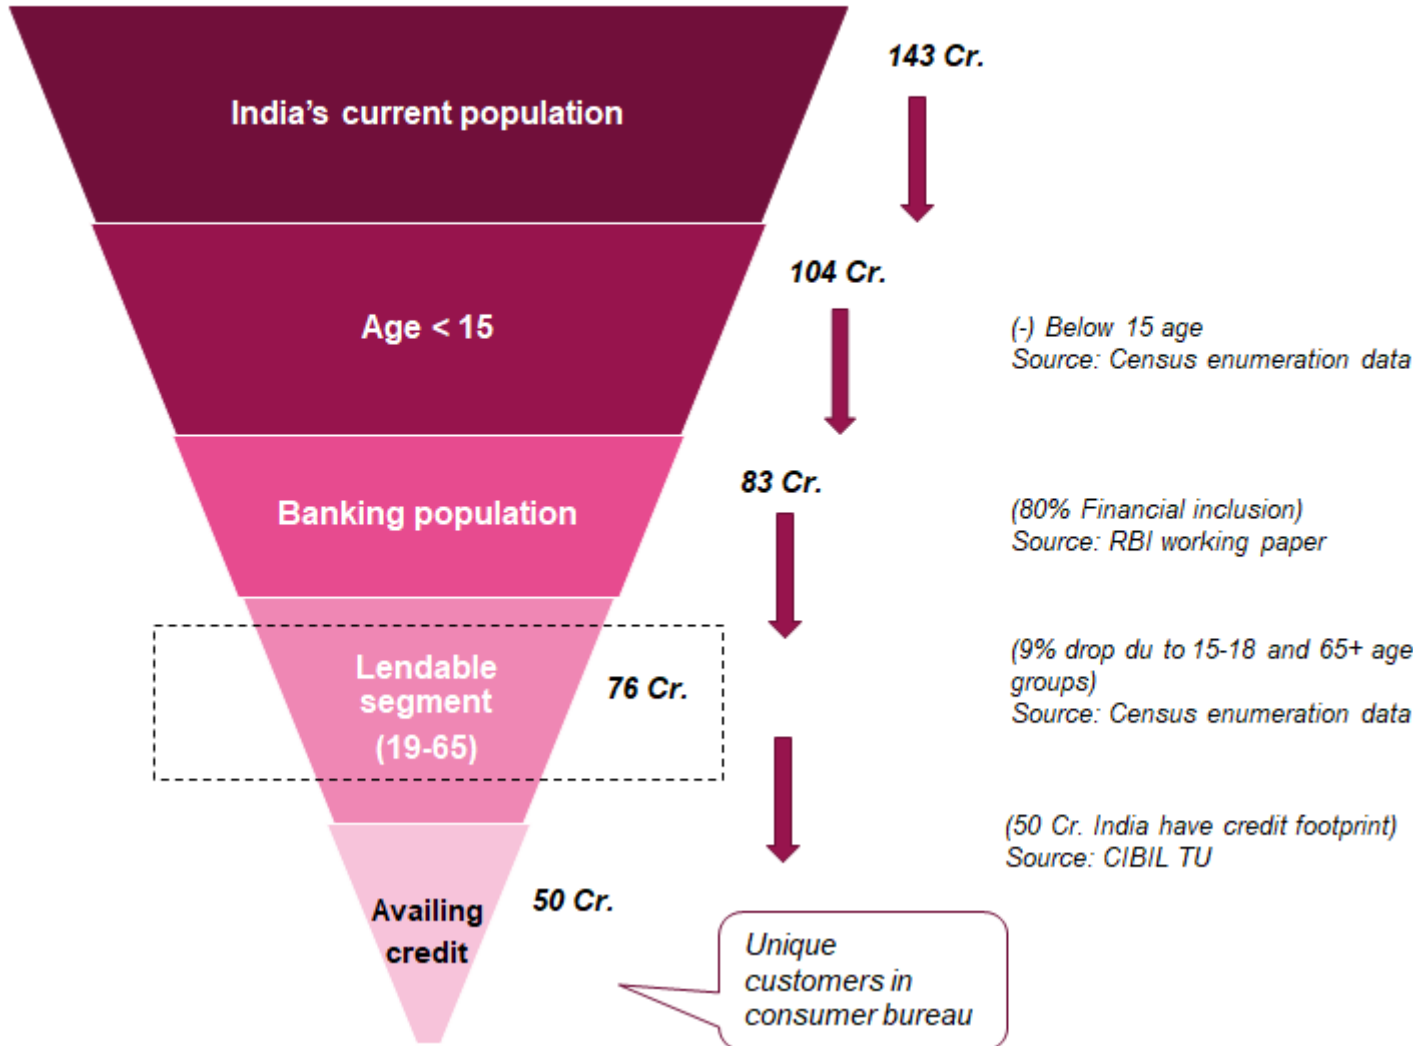 143 Cr.
India's current population
104 Cr.
Age < 15
(-) Below 15 age
Source: Census enumeration data
83 Cr.
Banking population
(80% Financial inclusion)
Source: RBI working paper
Lendable
segment
(19-65)
76 Cr.
(9% drop du to 15-18 and 65+ age
groups)
Source: Census enumeration data
(50 Cr. India have credit footprint)
Source: CIBIL TU
50 Cr.
Availing
credit
Unique
customers in
consumer bureau